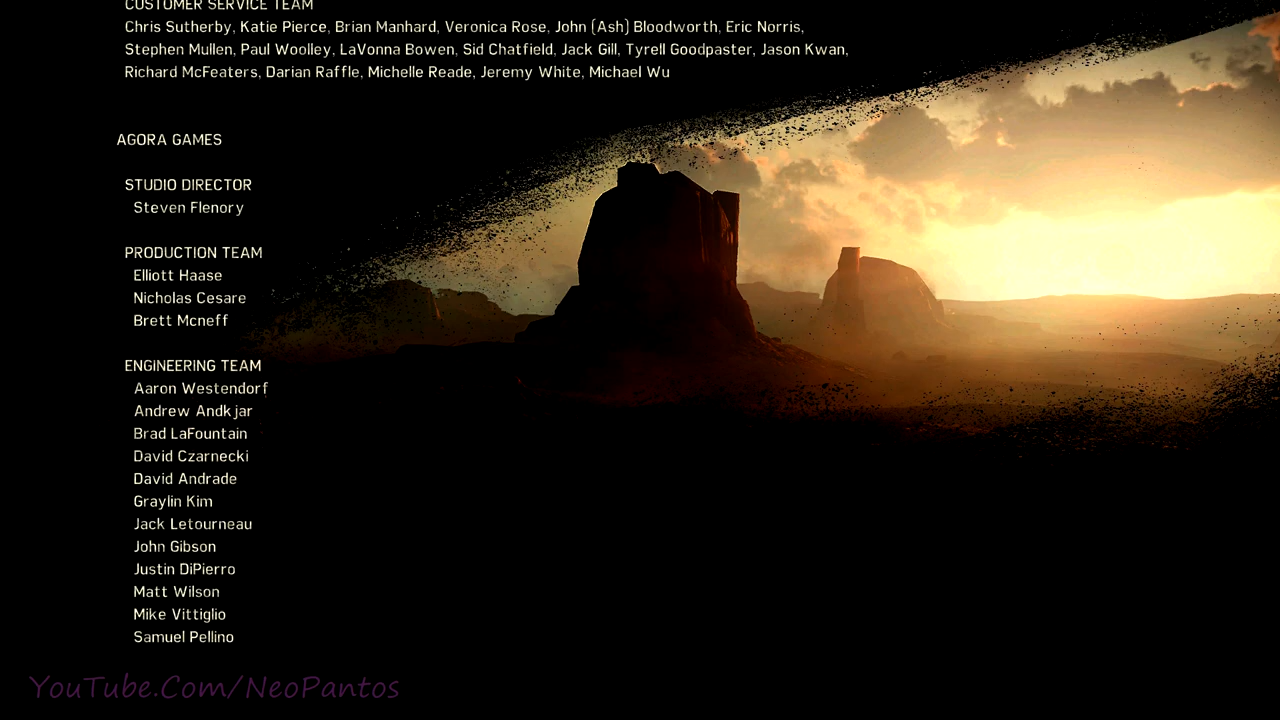 CUSTOMER SERVICE TEAM
Chris Sutherby, Katie Pierce, Brian Manhard, Veronica Rose, John (Ash) Bloodworth, Eric Norris,
Stephen Mullen, Paul Woolley, LaVonna Bowen, Sid Chatfield, Jack Gill, Tyrell Goodpaster, Jason Kwan,
Richard McFeaters, Darian Raffle, Michelle Reade, Jeremy White, Michael Wu
AGORA GAMES
STUDIO DIRECTOR
Steven Flenory
PRODUCTION TEAM
Elliott Haase
Nicholas Cesare
Brett Mcneff
ENGINEERING TEAM
Aaron Westendorf
Andrew Andkjar
Brad LaFountain
David Czarnecki
David Andrade
Graylin Kim
Jack Letourneau
John Gibson
Justin DiPierro
Matt Wilson
Mike Vittiglio
Samuel Pellino
YouTube.Com/NeoPantos